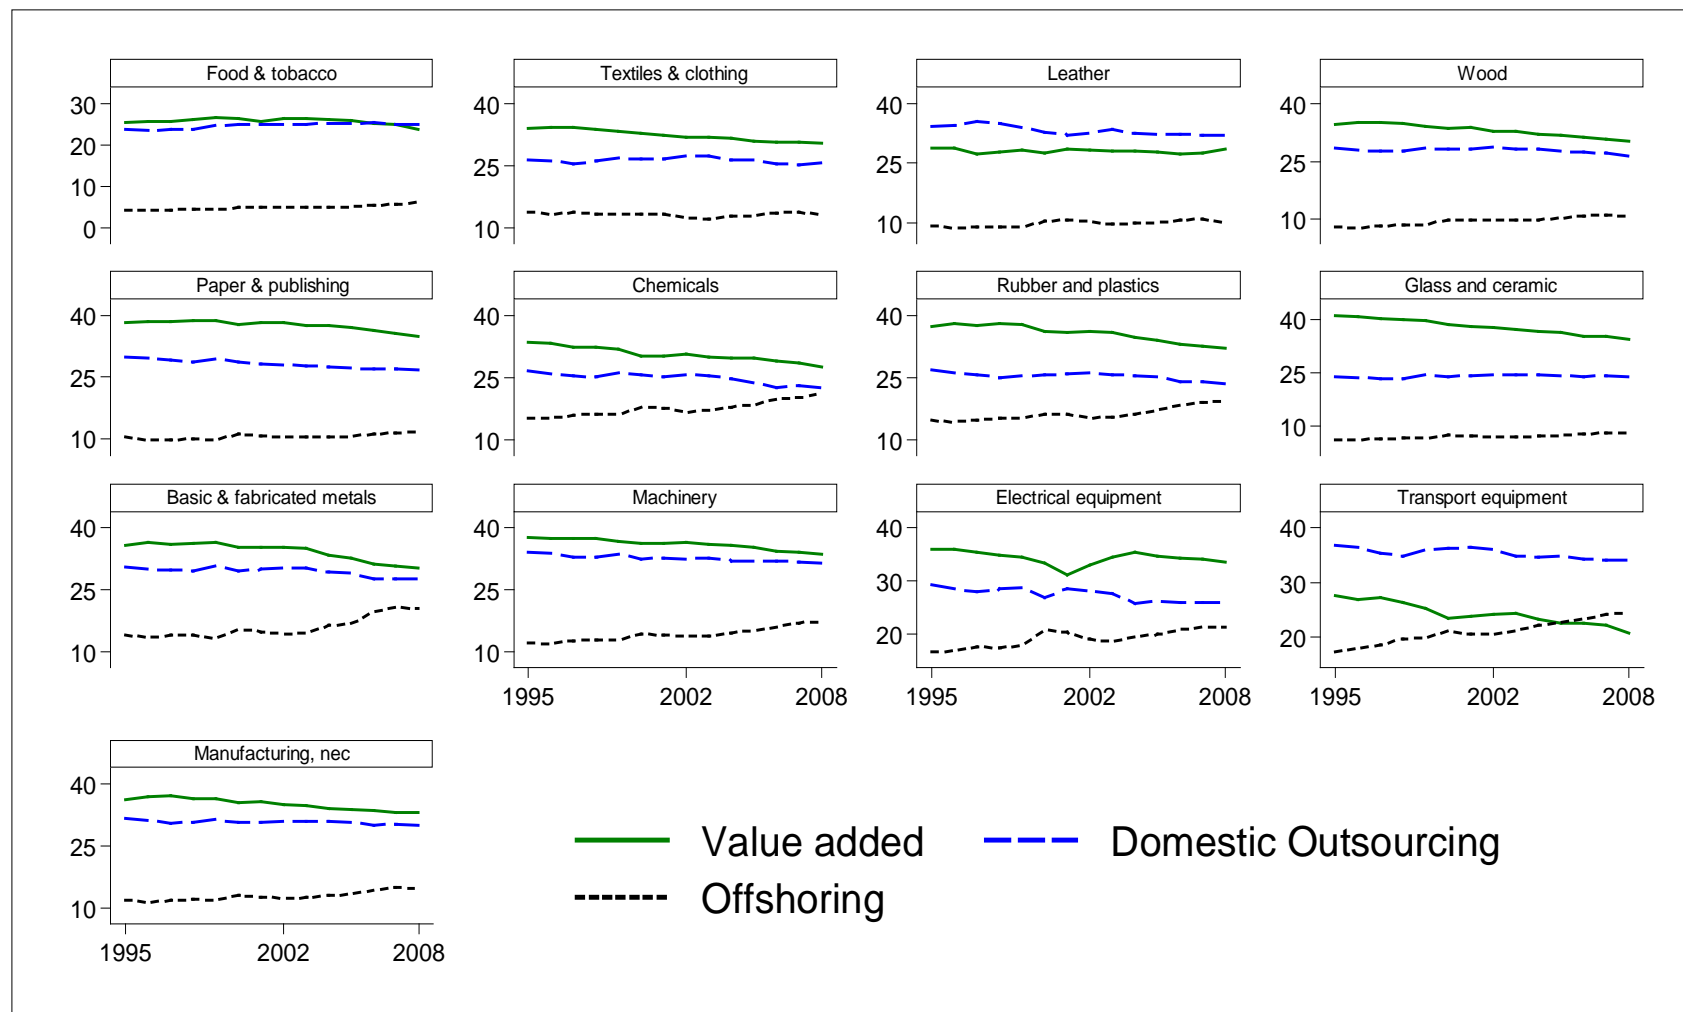 Food & tobacco
Textiles & clothing
Leather
Wood
30
20
10
0
40
25
10
40
25
10
40
25
10
Paper & publishing
Chemicals
Rubber and plastics
Glass and ceramic
40
25
10
40
25
10
40
25
10
40
25
10
Basic & fabricated metals
Machinery
Electrical equipment
Transport equipment
40
25
10
40
25
10
40
30
20
40
30
20
1995 2002 2008
1995 2002 2008
1995 2002 2008
Manufacturing, nec
40
25
10
1995 2002 2008
Value added
Domestic Outsourcing
Offshoring